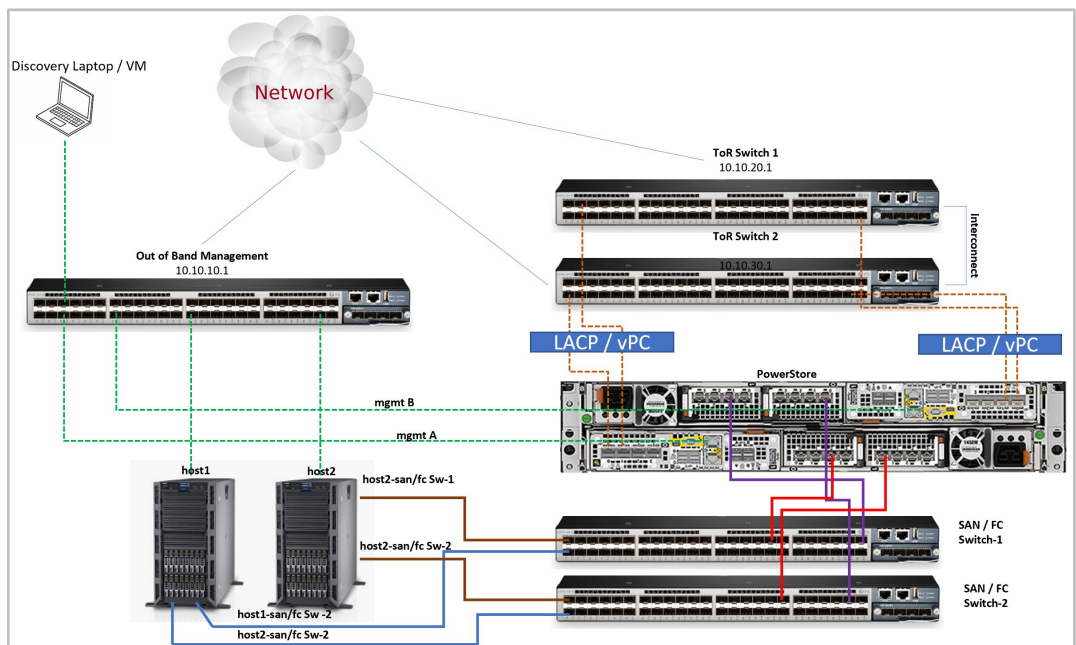 Discovery Laptop / VM
Network
ToR Switch 1
10.10.20.1
ToR Switch 2
10.10.30.1
Interconnect
Out of Band Management
10.10.10.1
LACP / vPC
LACP / vPC
PowerStore
mgmt B
mgmt A
host1
host2
host2-san/fc Sw-1
host2-san/fc Sw-2
host1-san/fc Sw -2
host2-san/fc Sw-2
SAN / FC
Switch-1
SAN / FC
Switch-2